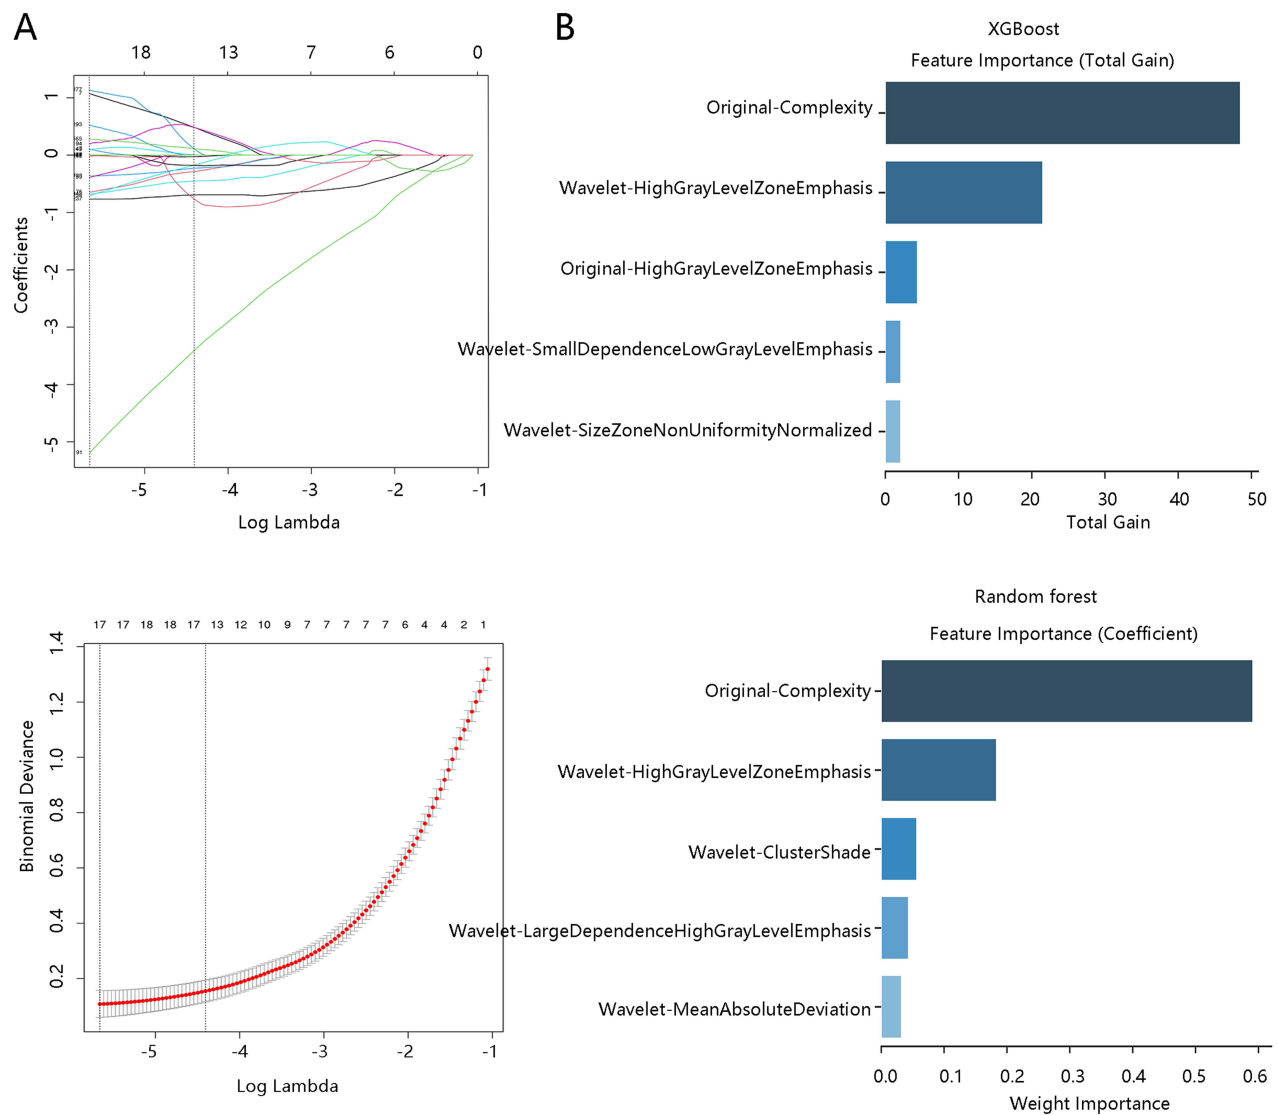 A
18 13 7 6 0
1
0
-1
-2
-3
-4
-5
Coefficients
91
-5 -4 -3 -2 -1
Log Lambda
17 17 18 18 17 13 12 10 9 7 7 7 7 7 6 4 4 2 1
1.4
1.2
1.0
0.8
0.6
0.4
0.2
Binomial Deviance
-5 -4 -3 -2 -1
Log Lambda
B
XGBoost
Feature Importance (Total Gain)
Original-Complexity
Wavelet-HighGrayLevelZoneEmphasis
Original-HighGrayLevelZoneEmphasis
Wavelet-SmallDependenceLowGrayLevelEmphasis
Wavelet-SizeZoneNonUniformityNormalized
0 10 20 30 40 50
Total Gain
Random forest
Feature Importance (Coefficient)
Original-Complexity
Wavelet-HighGrayLevelZoneEmphasis
Wavelet-ClusterShade
Wavelet-LargeDependenceHighGrayLevelEmphasis
Wavelet-MeanAbsoluteDeviation
0.0 0.1 0.2 0.3 0.4 0.5 0.6
Weight Importance